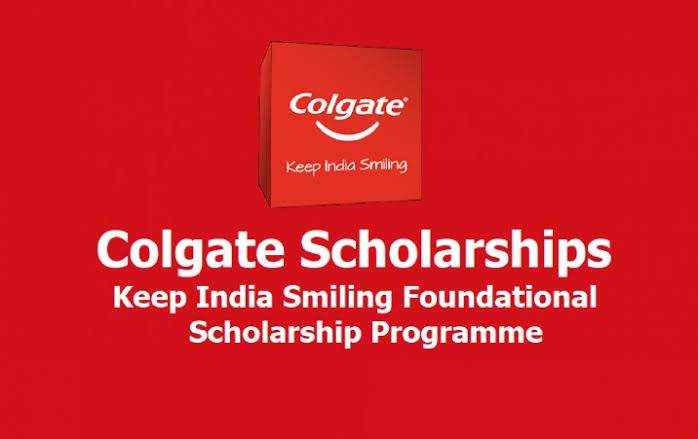 Colgate®
Keep India Smiling
Colgate Scholarships
Keep India Smiling Foundational
Scholarship Programme